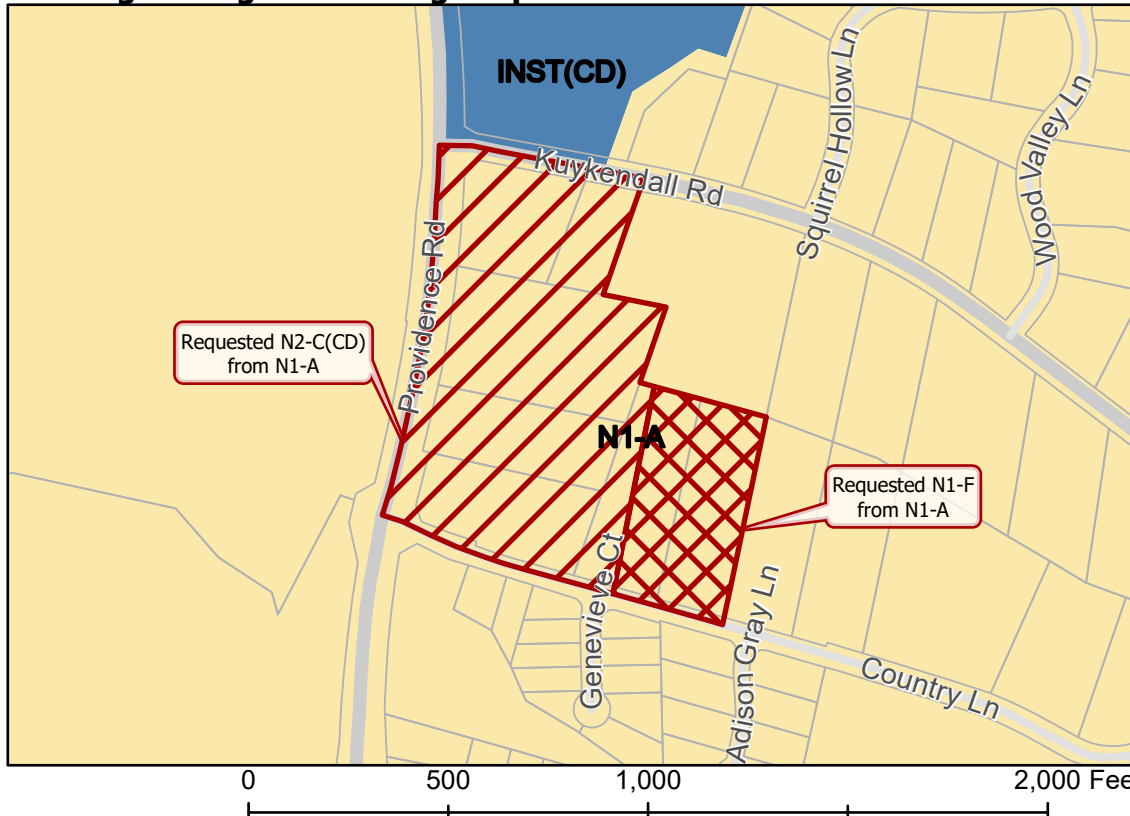 INST(CD)
Kuykendall Rd
Squirrel Hollow Ln
Wood Valley Ln
Providence Rd
Requested N2-C(CD)
from N1-A
N1-A
Requested N1-F
from N1-A
Genevieve Ct
Adison Gray Ln
Country Ln
0
500
1,000
2,000 Fee